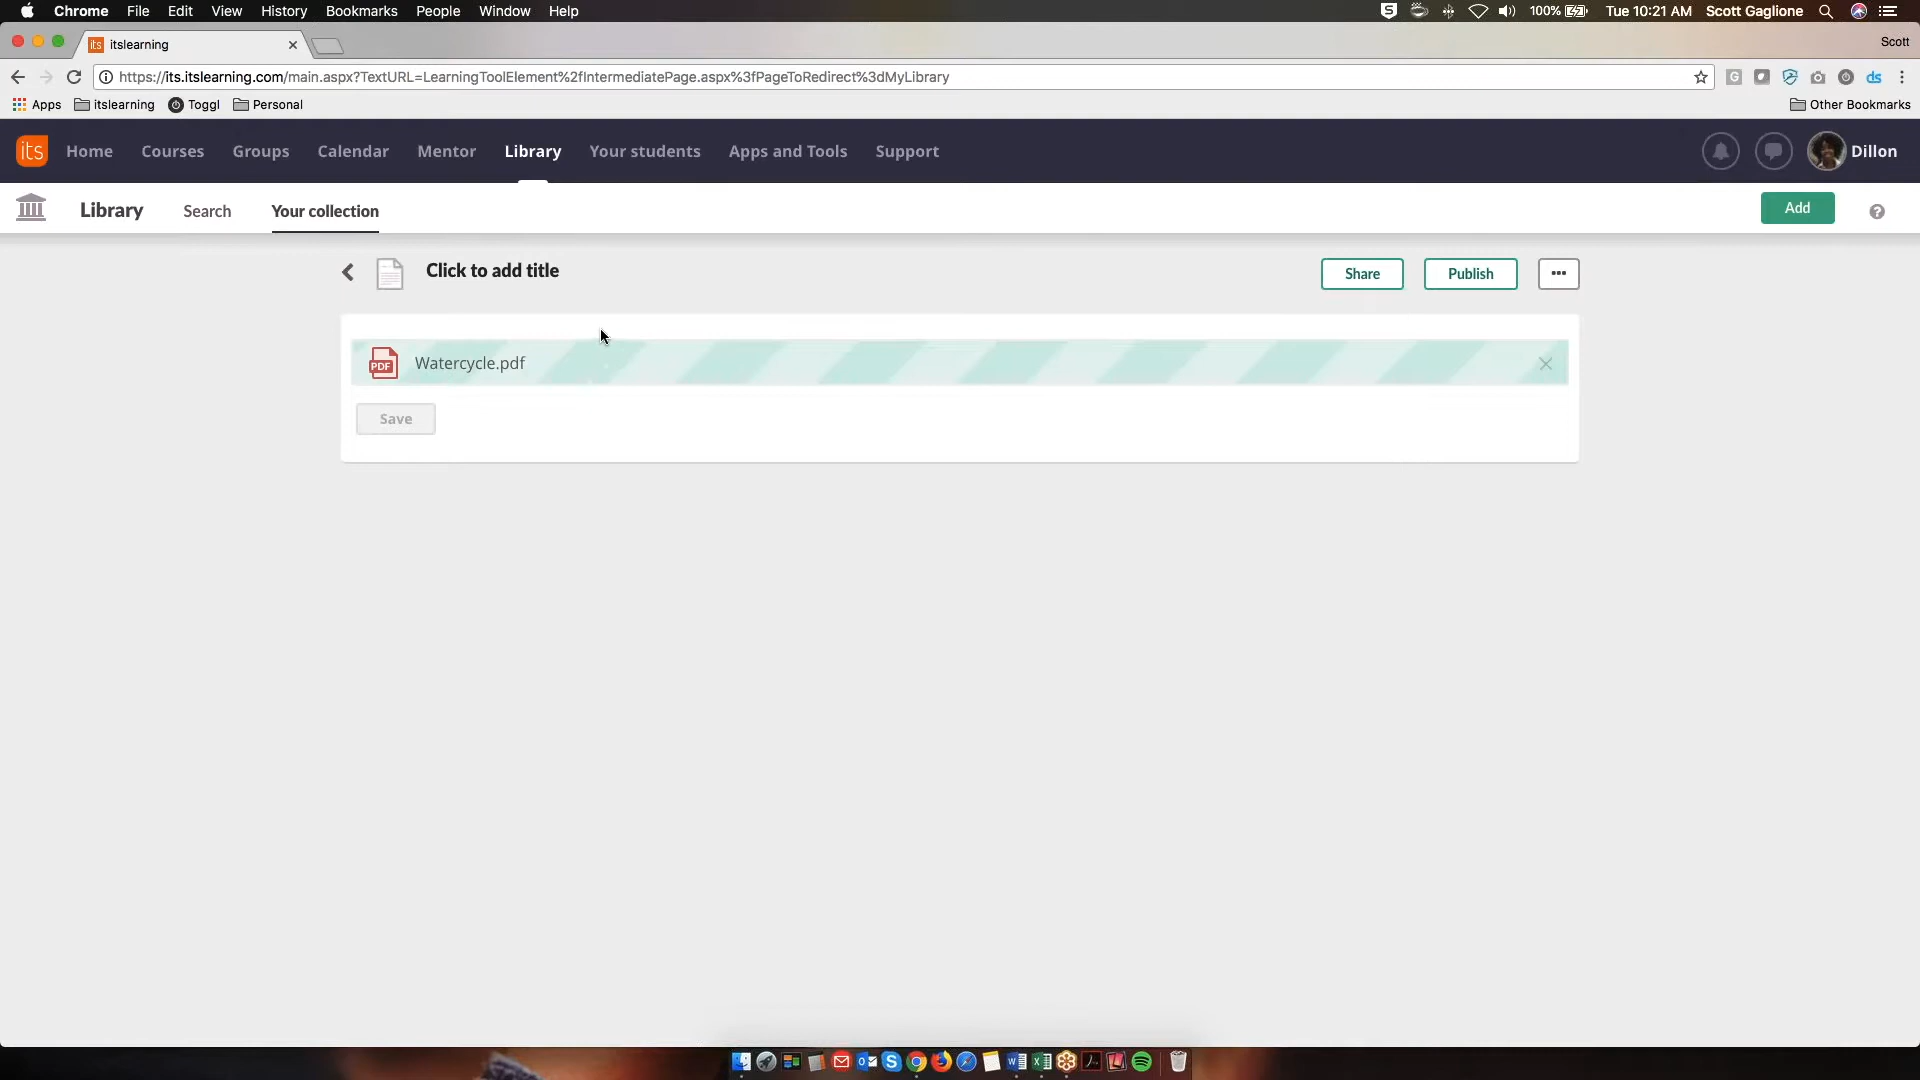 Chrome File Edit View History Bookmarks People Window Help 100% Tue 10:21 AM Scott Gaglione
its itslearning Scott
https://its.itslearning.com/main.aspx?TextURL=LearningToolElement%2fIntermediatePage.aspx%3fPageToRedirect%3dMyLibrary
Apps itslearning Toggl Personal Other Bookmarks
its Home Courses Groups Calendar Mentor Library Your students Apps and Tools Support Dillon
Library Search Your collection Add
Click to add title Share Publish
PDF Watercycle.pdf
Save